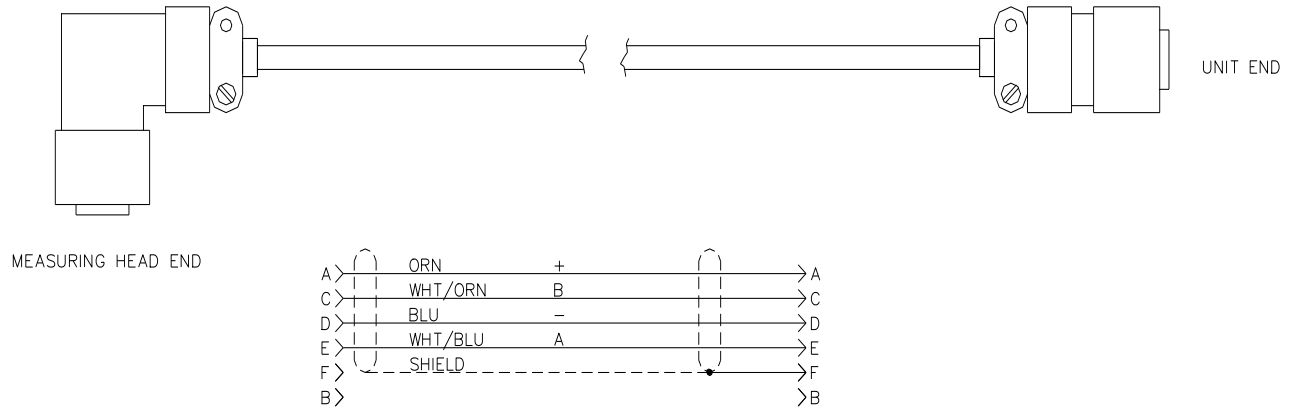 UNIT END
MEASURING HEAD END
A ORN + A
C WHT/ORN B C
D BLU - D
E WHT/BLU A E
F SHIELD F
B B